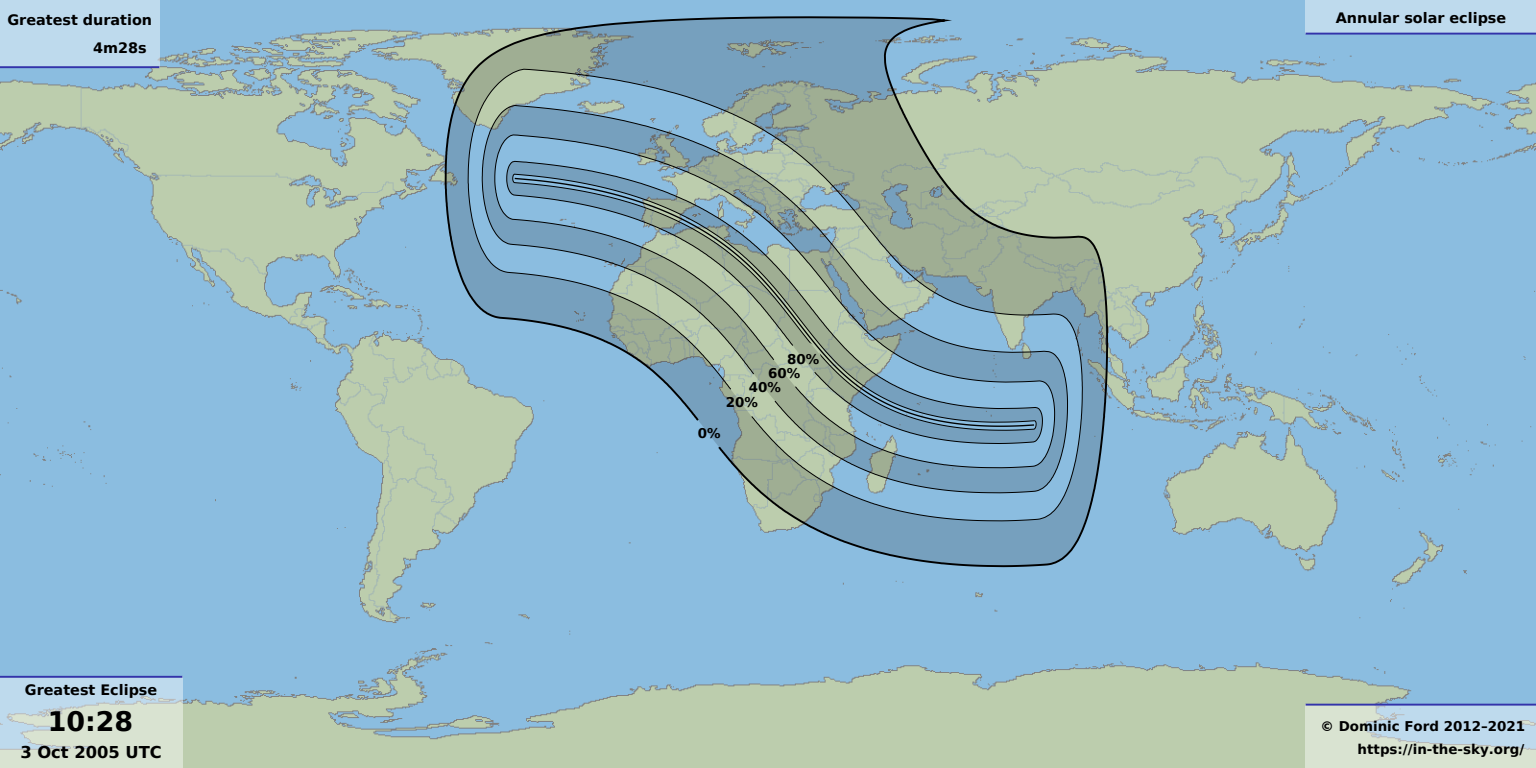 Greatest duration
4m28s
Annular solar eclipse
80%
60%
40%
20%
0%
Greatest Eclipse
10:28
3 Oct 2005 UTC
© Dominic Ford 2012–2021
https://in-the-sky.org/